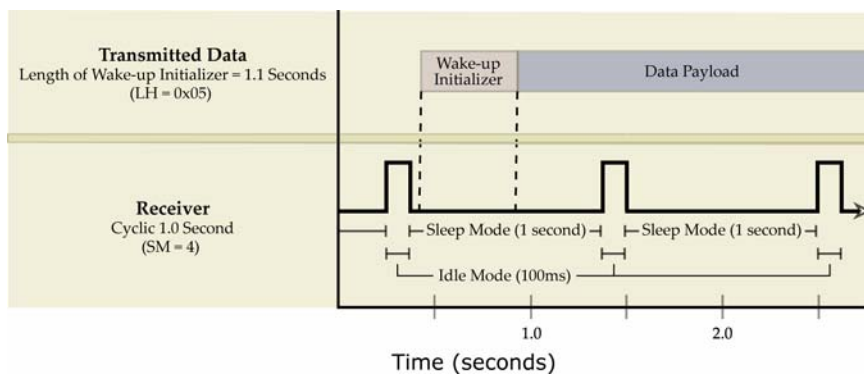 Transmitted Data
Length of Wake-up Initializer = 1.1 Seconds
(LH = 0x05)
Wake-up
Initializer
Data Payload
Receiver
Cyclic 1.0 Second
(SM = 4)
Sleep Mode (1 second)
Sleep Mode (1 second)
Idle Mode (100ms)
1.0
2.0
Time (seconds)